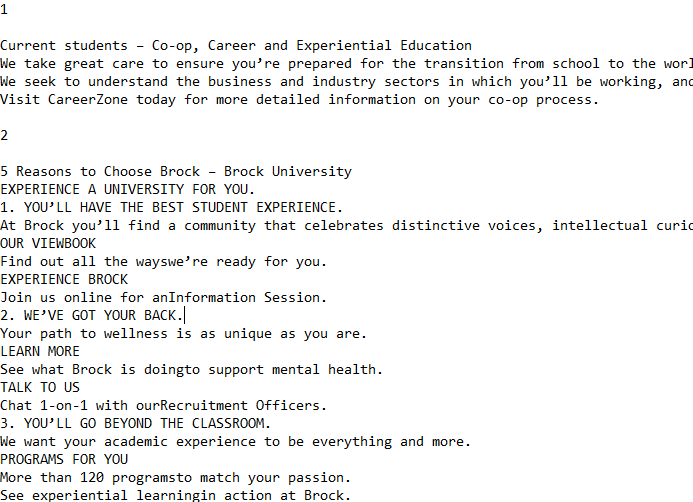 1
Current students – Co-op, Career and Experiential Education
We take great care to ensure you’re prepared for the transition from school to the
We seek to understand the business and industry sectors in which you’ll be working,
Visit CareerZone today for more detailed information on your co-op process.
2
5 Reasons to Choose Brock – Brock University
EXPERIENCE A UNIVERSITY FOR YOU.
1. YOU’LL HAVE THE BEST STUDENT EXPERIENCE.
At Brock you’ll find a community that celebrates distinctive voices, intellectual
OUR VIEWBOOK
Find out all the wayswe’re ready for you.
EXPERIENCE BROCK
Join us online for anInformation Session.
2. WE’VE GOT YOUR BACK.
Your path to wellness is as unique as you are.
LEARN MORE
See what Brock is doingto support mental health.
TALK TO US
Chat 1-on-1 with ourRecruitment Officers.
3. YOU’LL GO BEYOND THE CLASSROOM.
We want your academic experience to be everything and more.
PROGRAMS FOR YOU
More than 120 programsto match your passion.
See experiential learningin action at Brock.